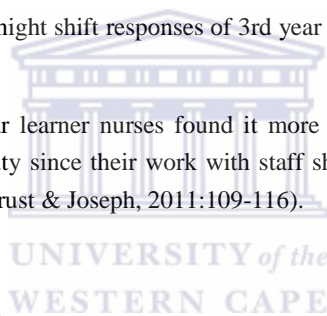 night shift responses of 3rd year
r learner nurses found it more
ty since their work with staff sh
rust & Joseph, 2011:109-116).
UNIVERSITY of the
WESTERN CAPE